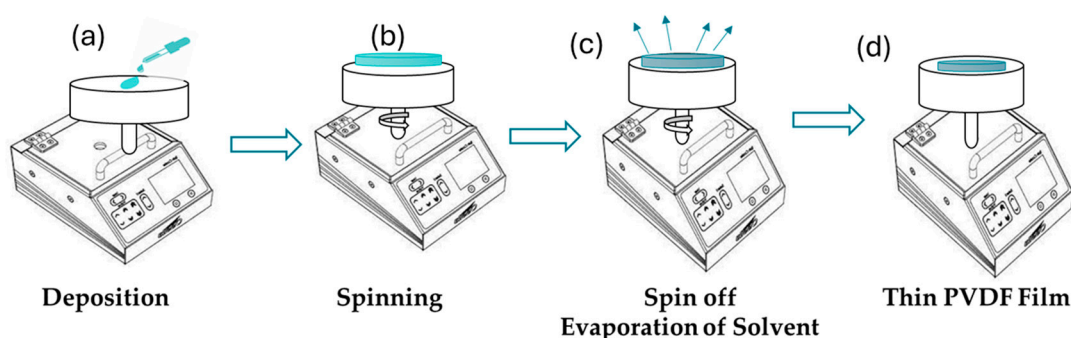 (a)
(b)
(c)
(d)
Deposition
Spinning
Spin off
Evaporation of Solvent
Thin PVDF Film